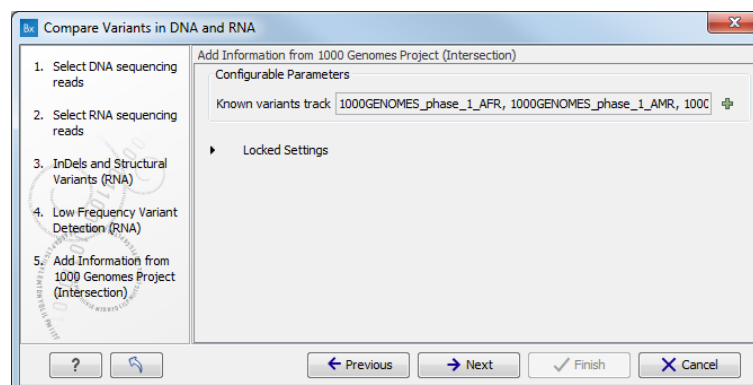 Bx Compare Variants in DNA and RNA
X
1. Select DNA sequencing
reads
2. Select RNA sequencing
reads
3. InDels and Structural
Variants (RNA)
4. Low Frequency Variant
Detection (RNA)
5. Add Information from
1000 Genomes Project
(Intersection)
Add Information from 1000 Genomes Project (Intersection)
Configurable Parameters
Known variants track 1000GENOMES_phase_1_AFR, 1000GENOMES_phase_1_AMR, 100C
Locked Settings
?
Previous
Next
Finish
Cancel